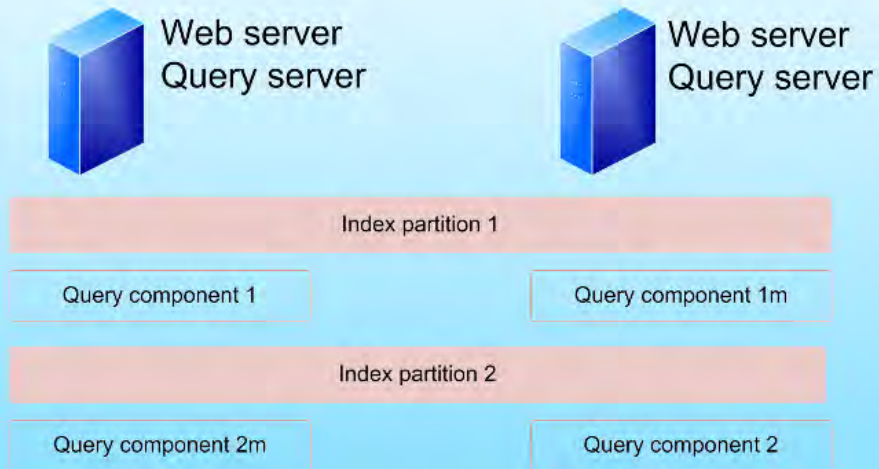 Web server
Query server
Web server
Query server
Index partition 1
Query component 1
Query component 1m
Index partition 2
Query component 2m
Query component 2